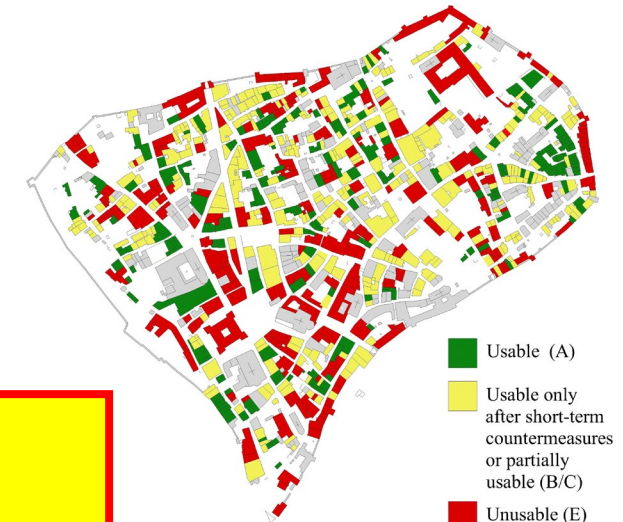 Usable (A)
Usable only
after short-term
countermeasures
or partially
usable (B/C)
Unusable (E)